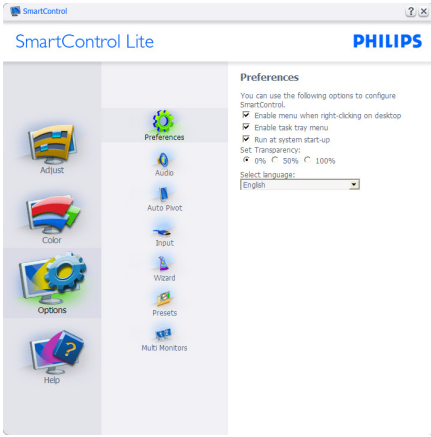 SmartControl
SmartControl Lite
PHILIPS
Adjust
Color
Options
Help
Preferences
Audio
Auto Pivot
Input
Wizard
Presets
Multi Monitors
Preferences
You can use the following options to configure
SmartControl.
Enable menu when right-clicking on desktop
Enable task tray menu
Run at system start-up
Set Transparency:
0% 50% 100%
Select language:
English